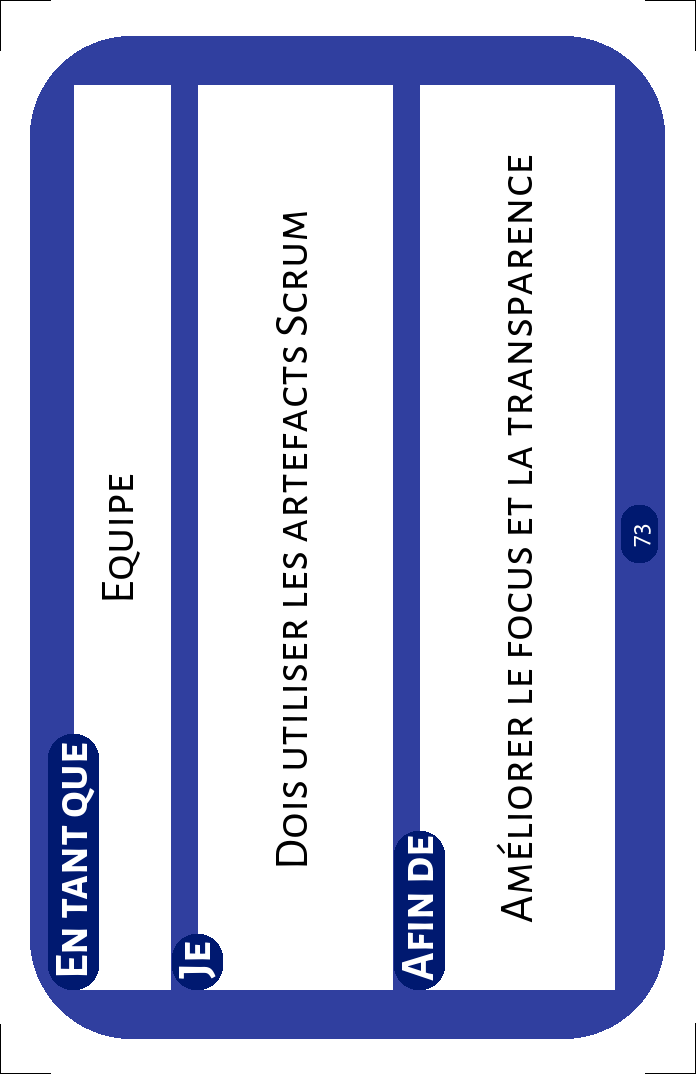 En tant que
Equipe
Je
Dois utiliser les artefacts Scrum
Afin de
Améliorer le focus et la transparence
73